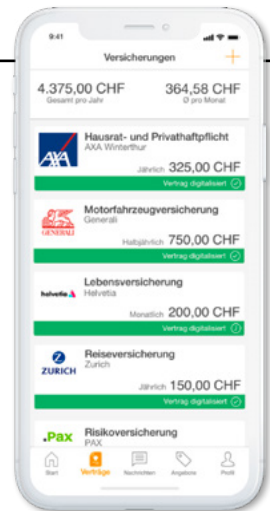 9:41
Versicherungen
4.375,00 CHF 364,58 CHF
Gesamt pro Jahr Ø pro Monat
AXA
Hausrat- und Privathaftpflicht
AXA Winterthur
Jährlich 325,00 CHF
Vertrag digitalisiert
GENERALI
Motorfahrzeugversicherung
Generali
Halbjährlich 750,00 CHF
Vertrag digitalisiert
helvetia
Lebensversicherung
Helvetia
Monatlich 200,00 CHF
Vertrag digitalisiert
ZURICH
Reiseversicherung
Zurich
Jährlich 150,00 CHF
Vertrag digitalisiert
.Pax
Risikoversicherung
PAX
Start Verträge Nachrichten Angebote Profil